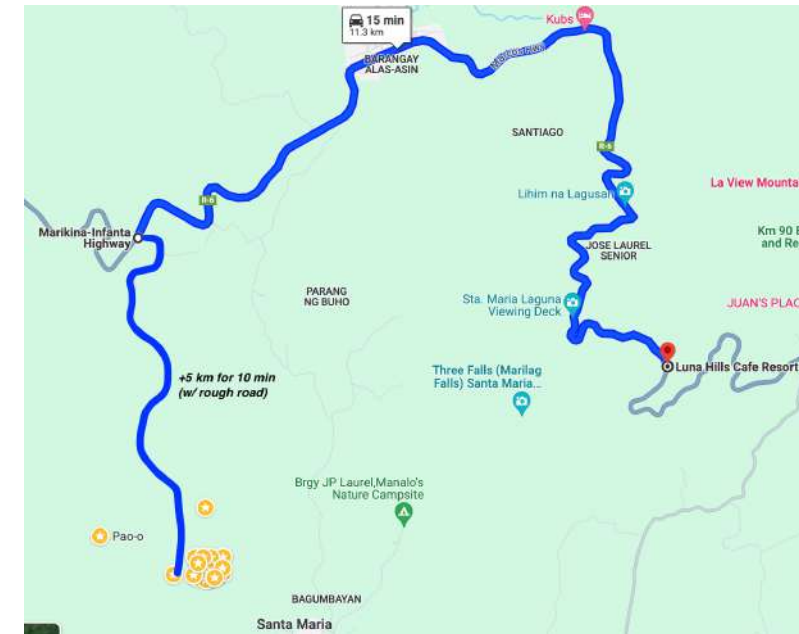 Kubs
15 min
11.3 km
BARANGAY
ALAS-ASIN
SANTIAGO
R-6
La View Mounta
Lihim na Lagusan
R-6
Marikina-Infanta
Highway
Km 90 B
and Re
JOSE LAUREL
SENIOR
PARANG
NG BUHO
Sta. Maria Laguna
Viewing Deck
JUAN'S PLAC
+5 km for 10 min
(w/ rough road)
Three Falls (Marilag
Falls) Santa Maria...
Luna Hills Cafe Resort
Brgy JP Laurel,Manalo's
Nature Campsite
Pao-o
BAGUMBAYAN
Santa Maria